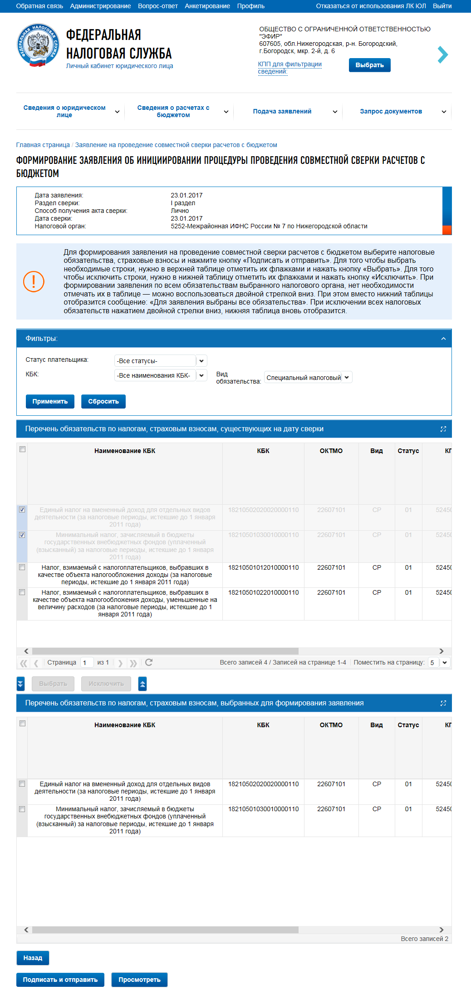 Обратная связь Администрирование Вопрос-ответ Анкетирование Профиль Отказаться от использования ЛК ЮЛ Выйти
ФЕДЕРАЛЬНАЯ НАЛОГОВАЯ СЛУЖБА
ФЕДЕРАЛЬНАЯ
НАЛОГОВАЯ СЛУЖБА
Личный кабинет юридического лица
ОБЩЕСТВО С ОГРАНИЧЕННОЙ ОТВЕТСТВЕННОСТЬЮ
"ЭФИР"
607605, обл.Нижегородская, р-н. Богородский,
г.Богородск, мкр. 2-й, д. 6
КПП для фильтрации
сведений:
Выбрать
Сведения о юридическом
лице
Сведения о расчетах с
бюджетом
Подача заявлений
Запрос документов
Главная страница / Заявление на проведение совместной сверки расчетов с бюджетом
ФОРМИРОВАНИЕ ЗАЯВЛЕНИЯ ОБ ИНИЦИИРОВАНИИ ПРОЦЕДУРЫ ПРОВЕДЕНИЯ СОВМЕСТНОЙ СВЕРКИ РАСЧЕТОВ С
БЮДЖЕТОМ
Дата заявления: 23.01.2017
Раздел сверки: I раздел
Способ получения акта сверки: Лично
Дата сверки: 23.01.2017
Налоговой орган: 5252-Межрайонная ИФНС России № 7 по Нижегородской области
Для формирования заявления на проведение совместной сверки расчетов с бюджетом выберите налоговые
обязательства, страховые взносы и нажмите кнопку «Подписать и отправить». Для того чтобы выбрать
необходимые строки, нужно в верхней таблице отметить их флажками и нажать кнопку «Выбрать». Для того
чтобы исключить строки, нужно в нижней таблицу отметить их флажками и нажать кнопку «Исключить». При
формировании заявления по всем обязательствам выбранного налогового органа, нет необходимости
отмечать их в таблице — можно воспользоваться двойной стрелкой вниз. При этом вместо нижний таблицы
отобразится сообщение: «Для заявления выбраны все обязательства». При исключении всех налоговых
обязательств нажатием двойной стрелки вниз, нижняя таблица вновь отобразится.
Фильтры:
Статус плательщика: -Все статусы-
КБК: -Все наименования КБК-
Вид
обязательства: Специальный налоговый
Применить Сбросить
Перечень обязательств по налогам, страховым взносам, существующих на дату сверки
Наименование КБК КБК ОКТМО Вид Статус КГ
Единый налог на вмененный доход для отдельных видов 18210502020020000110 22607101 СР 01 52450
деятельности (за налоговые периоды, истекшие до 1 января
2011 года)
Минимальный налог, зачисляемый в бюджеты 18210501030010000110 22607101 СР 01 52450
государственных внебюджетных фондов (уплаченный
(взысканный) за налоговые периоды, истекшие до 1 января
2011 года)
Налог, взимаемый с налогоплательщиков, выбравших в 18210501012010000110 22607101 СР 01 52450
качестве объекта налогообложения доходы (за налоговые
периоды, истекшие до 1 января 2011 года)
Налог, взимаемый с налогоплательщиков, выбравших в 18210501022010000110 22607101 СР 01 52450
качестве объекта налогообложения доходы, уменьшенные на
величину расходов (за налоговые периоды, истекшие до 1
января 2011 года)
Страница 1 из 1 Всего записей 4 / Записей на странице 1-4 Поместить на страницу: 5
Выбрать Исключить
Перечень обязательств по налогам, страховым взносам, выбранных для формирования заявления
Наименование КБК КБК ОКТМО Вид Статус КГ
Единый налог на вмененный доход для отдельных видов 18210502020020000110 22607101 СР 01 52450
деятельности (за налоговые периоды, истекшие до 1 января
2011 года)
Минимальный налог, зачисляемый в бюджеты 18210501030010000110 22607101 СР 01 52450
государственных внебюджетных фондов (уплаченный
(взысканный) за налоговые периоды, истекшие до 1 января
2011 года)
Всего записей 2
Назад
Подписать и отправить Просмотреть